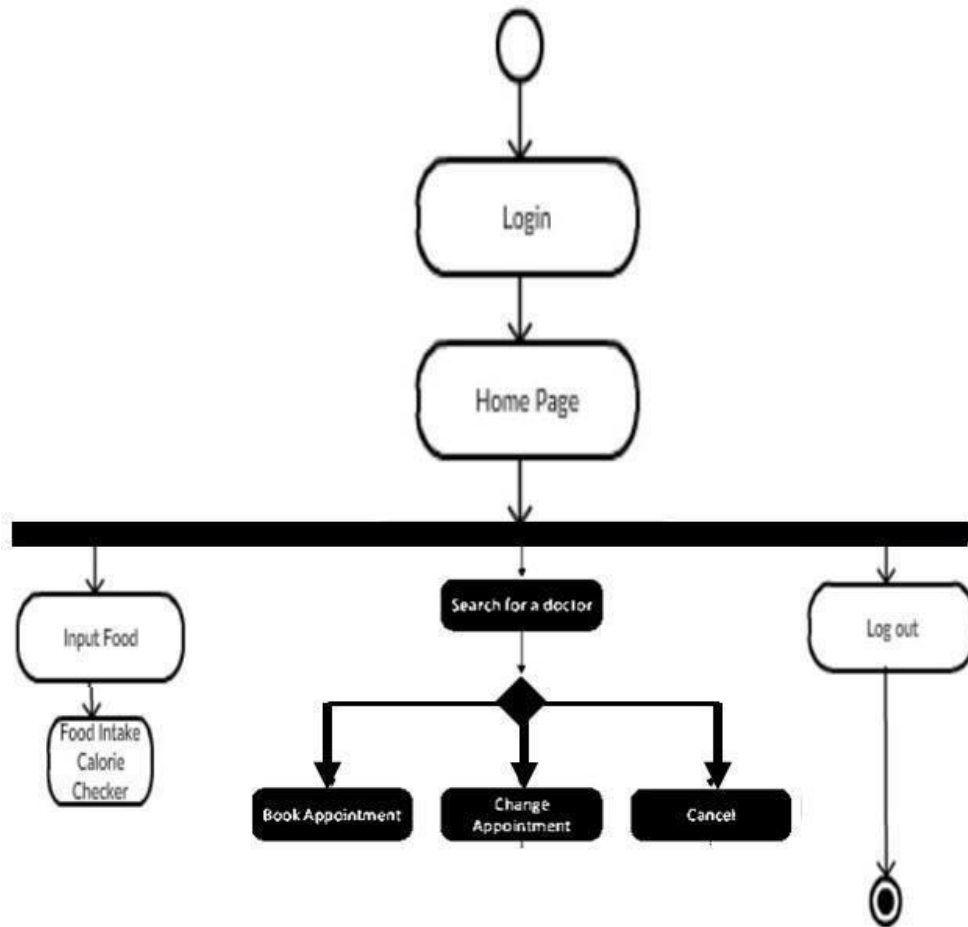 Login
Home Page
Search for a doctor
Input Food
Log out
Food Intake
Calorie
Checker
Book Appointment
Change
Appointment
Cancel